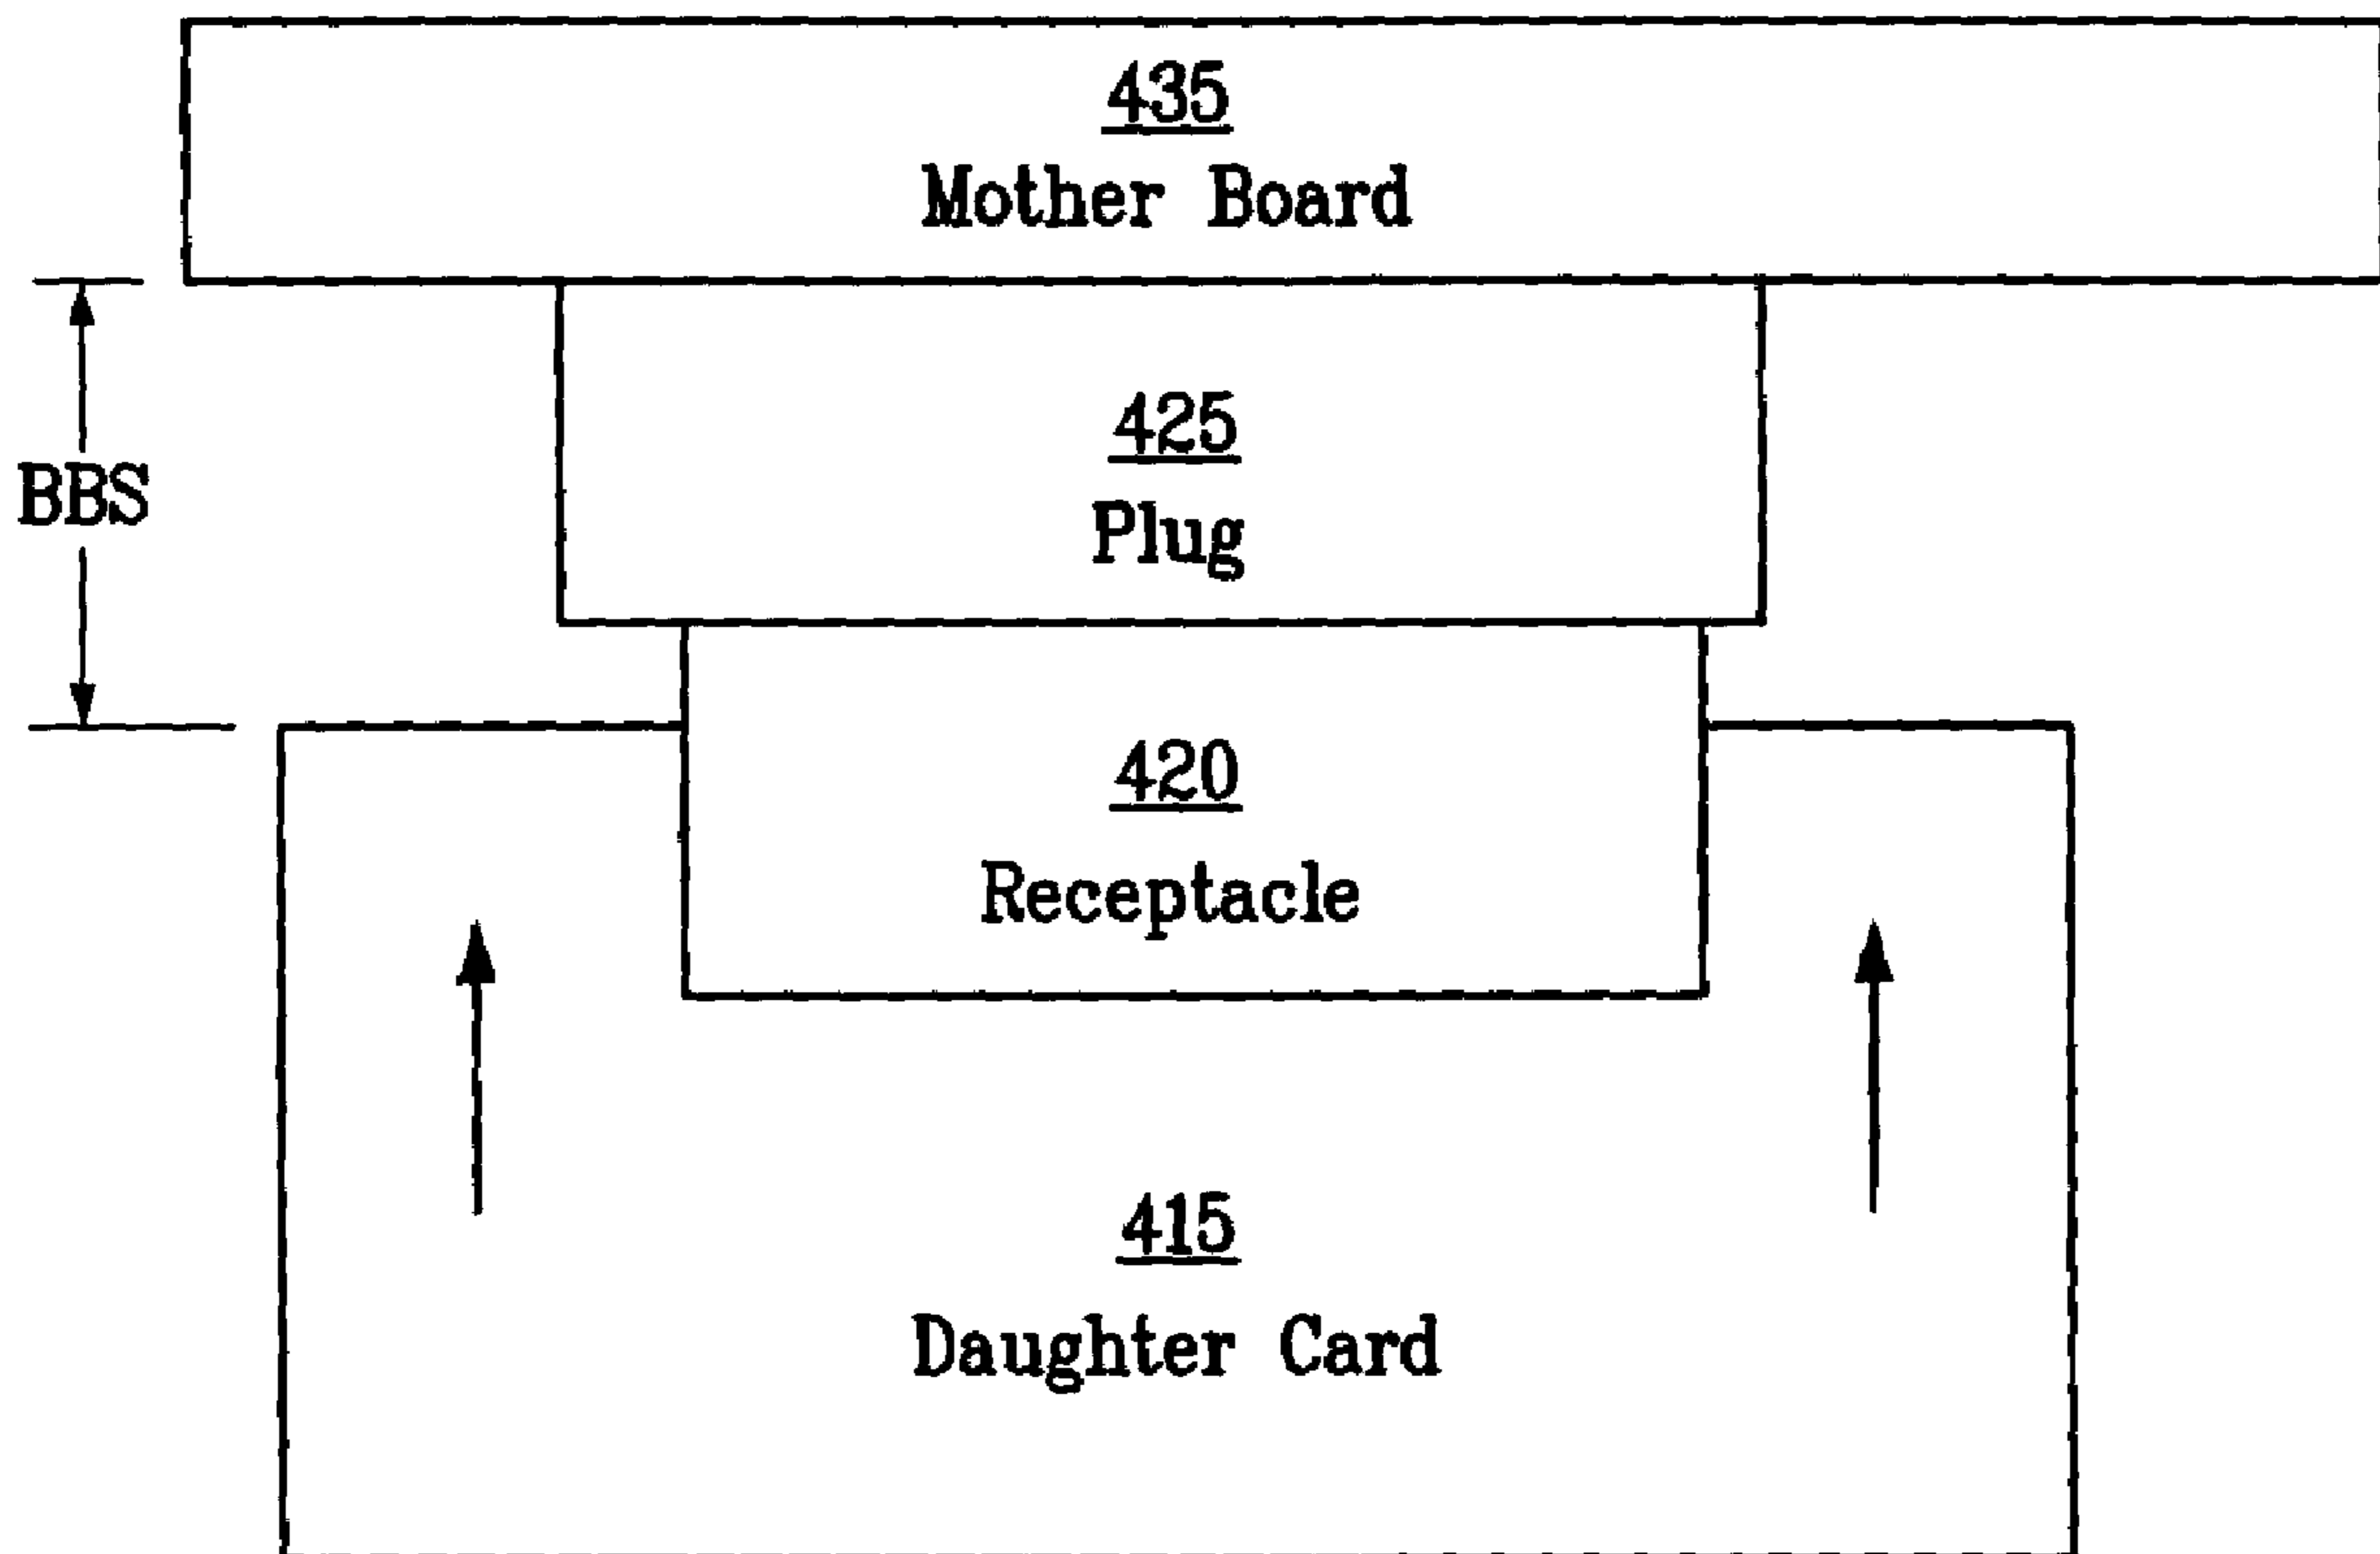 435
Mother Board
425
Plug
BBS
420
Receptacle
415
Daughter Card